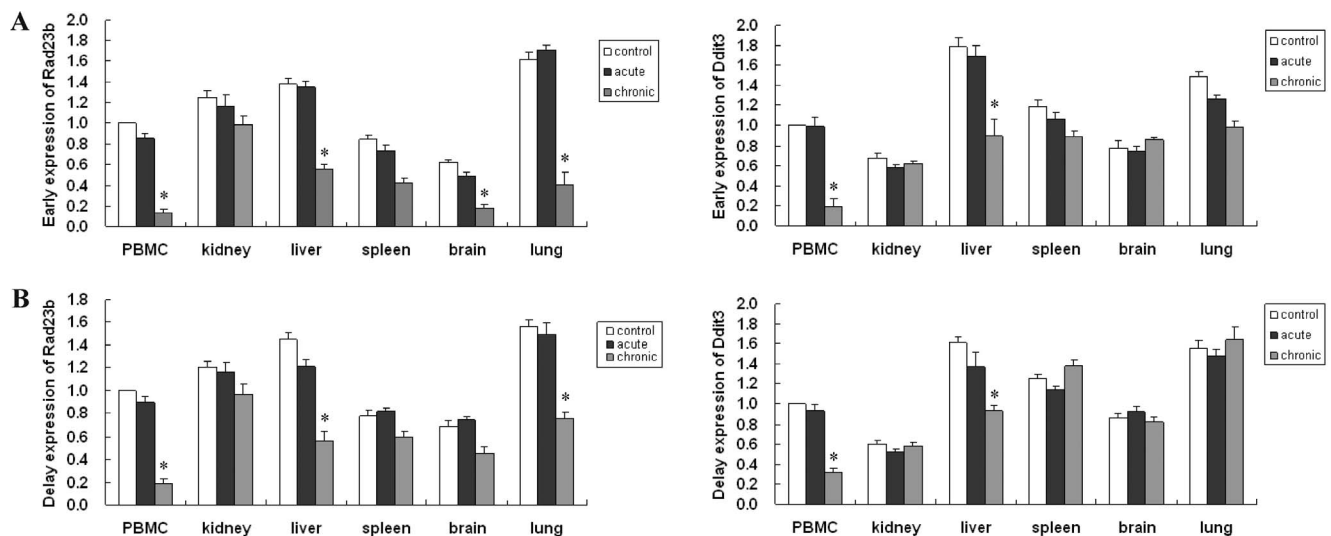 A
Early expression of Rad23b
2.0
1.8
1.6
1.4
1.2
1.0
0.8
0.6
0.4
0.2
0.0
*
*
*
*
PBMC kidney liver spleen brain lung
control
acute
chronic
Early expression of Ddit3
2.0
1.8
1.6
1.4
1.2
1.0
0.8
0.6
0.4
0.2
0.0
*
*
PBMC kidney liver spleen brain lung
control
acute
chronic
B
Delay expression of Rad23b
1.8
1.6
1.4
1.2
1.0
0.8
0.6
0.4
0.2
0.0
*
*
*
PBMC kidney liver spleen brain lung
control
acute
chronic
Delay expression of Ddit3
2.0
1.8
1.6
1.4
1.2
1.0
0.8
0.6
0.4
0.2
0.0
*
*
PBMC kidney liver spleen brain lung
control
acute
chronic